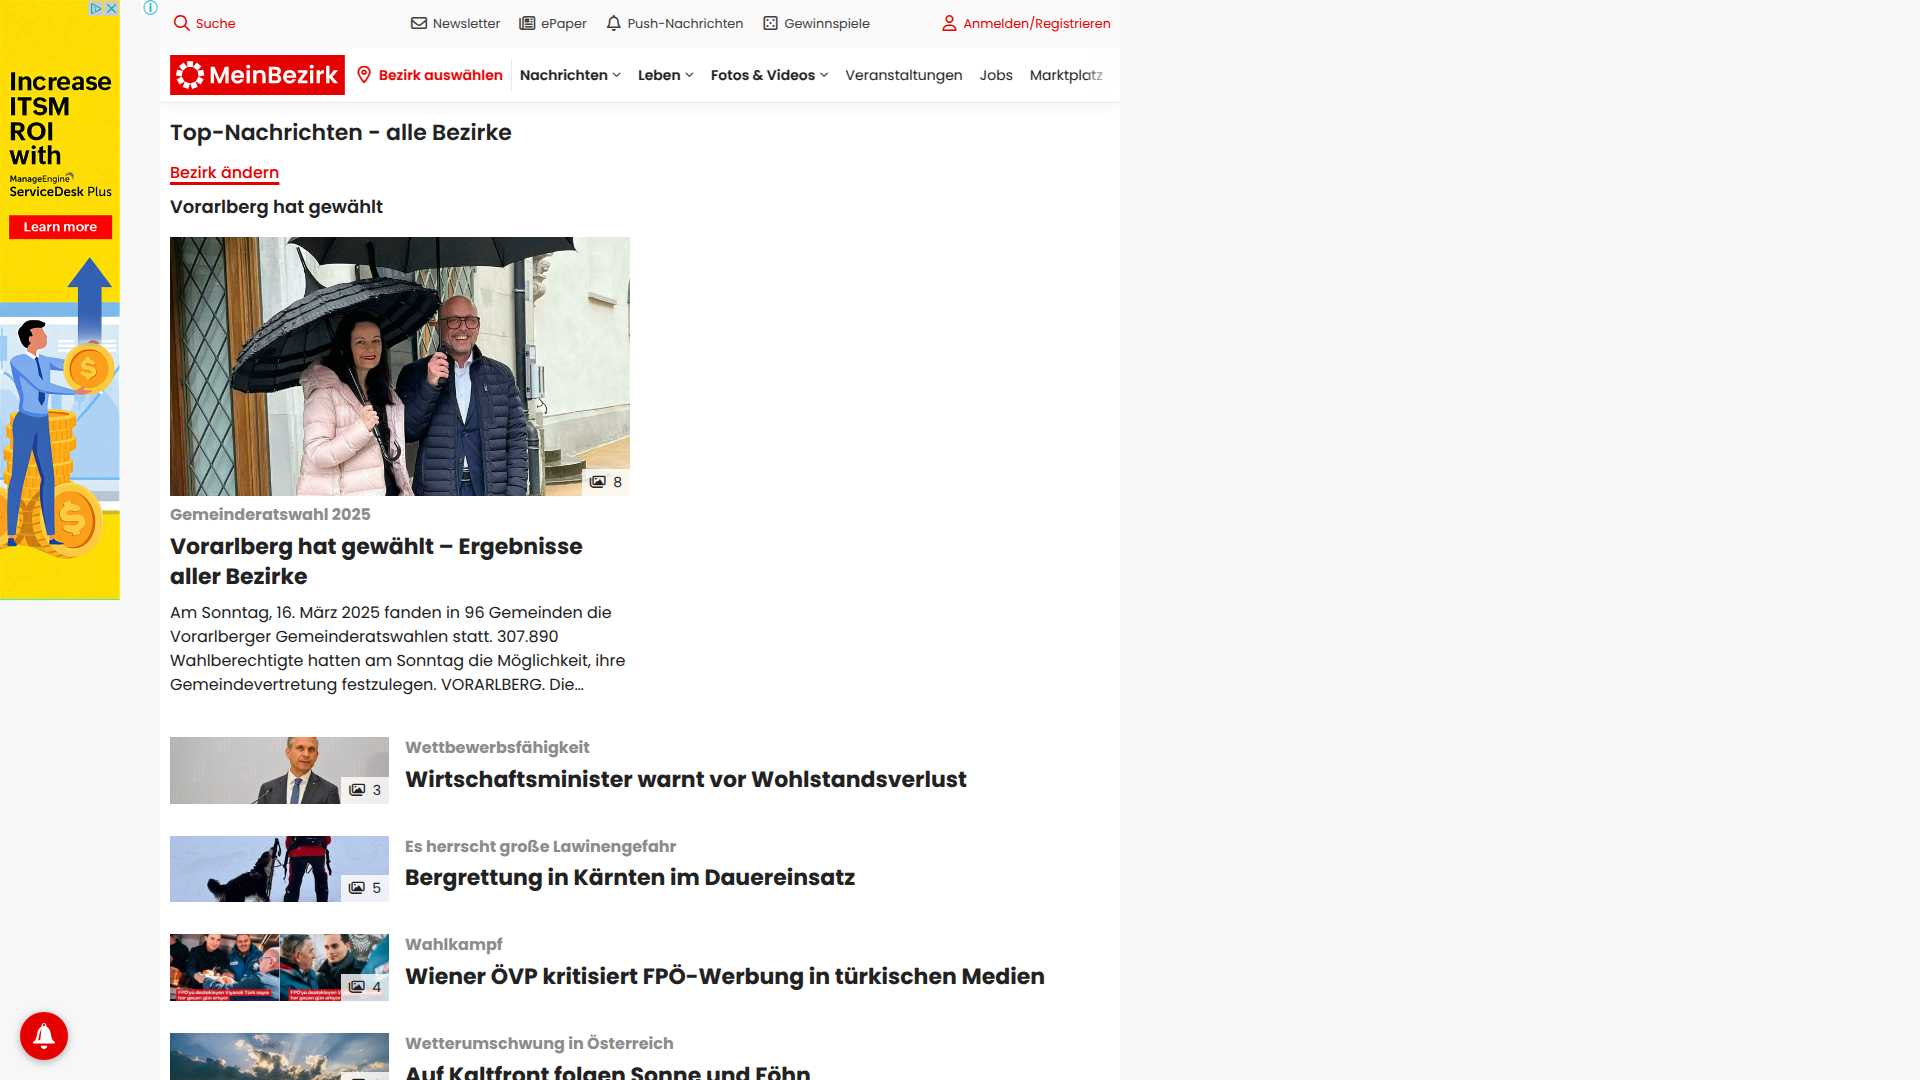 Increase
ITSM
ROI
with
ManageEngine
ServiceDesk Plus
Learn more
Suche
Newsletter
ePaper
Push-Nachrichten
Gewinnspiele
Anmelden/Registrieren
MeinBezirk
Bezirk auswählen
Nachrichten
Leben
Fotos & Videos
Veranstaltungen
Jobs
Marktplatz
Top-Nachrichten - alle Bezirke
Bezirk ändern
Vorarlberg hat gewählt
8
Gemeinderatswahl 2025
Vorarlberg hat gewählt – Ergebnisse
aller Bezirke
Am Sonntag, 16. März 2025 fanden in 96 Gemeinden die
Vorarlberger Gemeinderatswahlen statt. 307.890
Wahlberechtigte hatten am Sonntag die Möglichkeit, ihre
Gemeindevertretung festzulegen. VORARLBERG. Die...
3
Wettbewerbsfähigkeit
Wirtschaftsminister warnt vor Wohlstandsverlust
5
Es herrscht große Lawinengefahr
Bergrettung in Kärnten im Dauereinsatz
4
Wahlkampf
Wiener ÖVP kritisiert FPÖ-Werbung in türkischen Medien
Wetterumschwung in Österreich
Auf Kaltfront folgen Sonne und Föhn